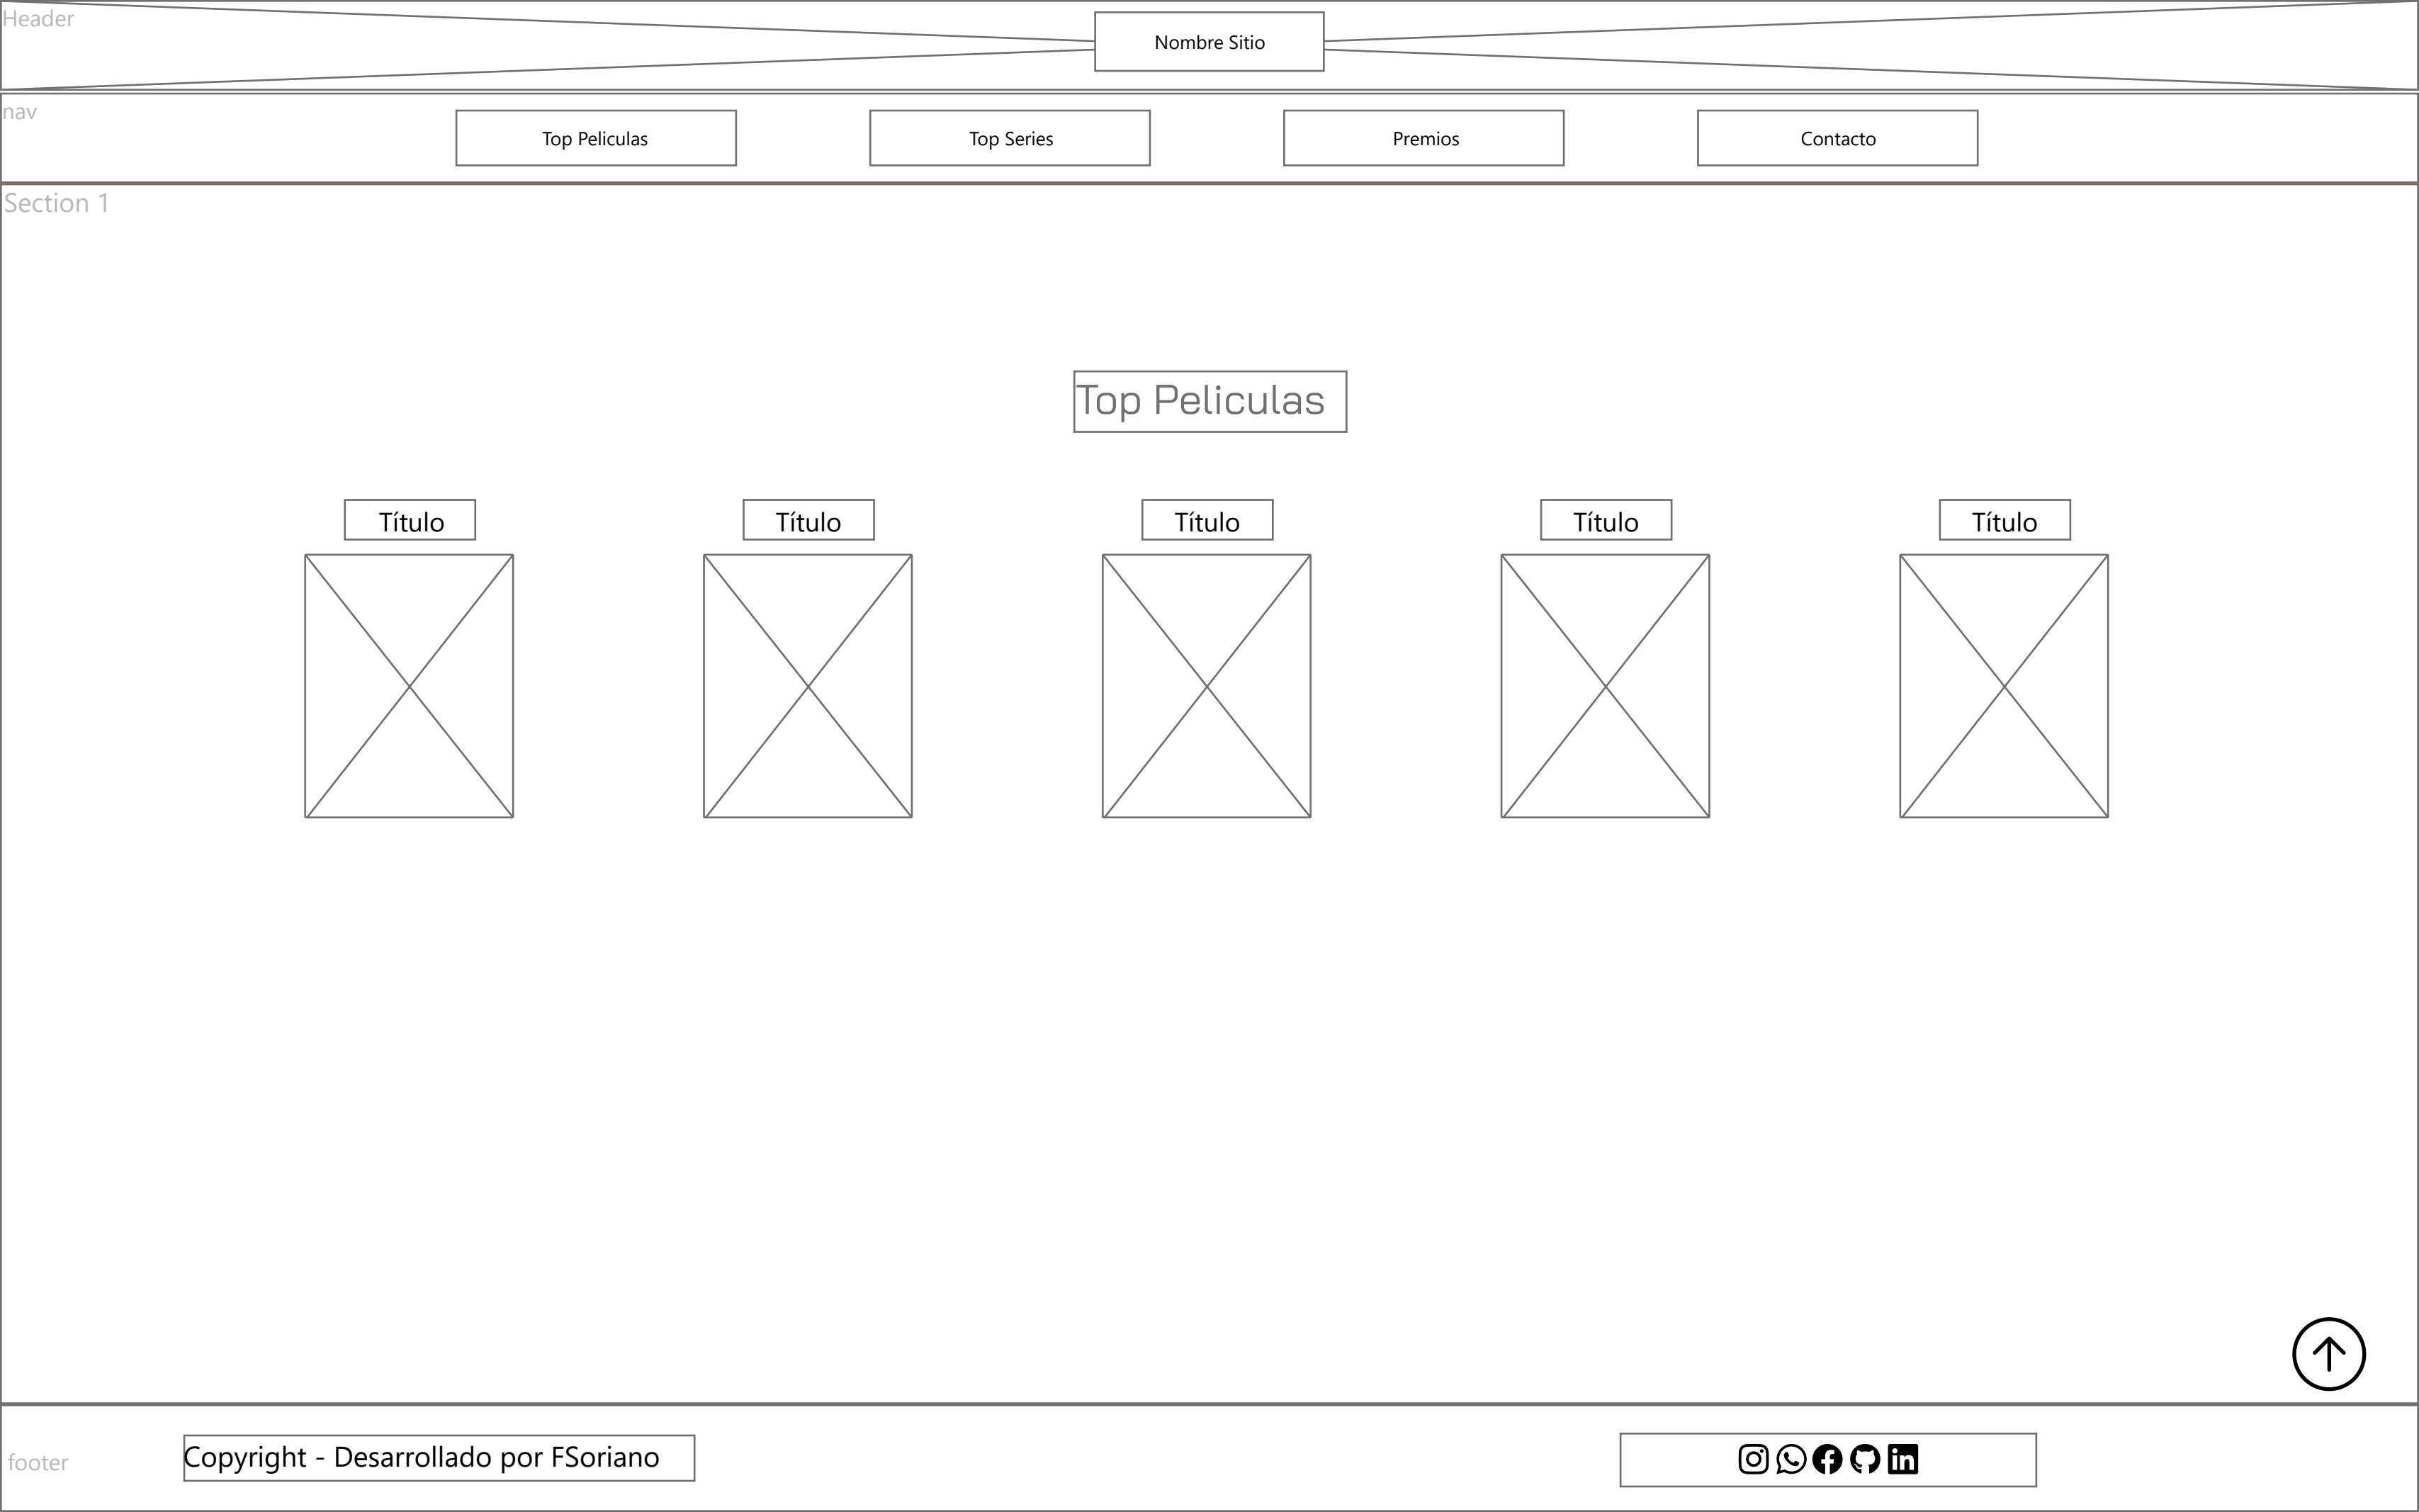 Header
Nombre Sitio
nav
Top Peliculas
Top Series
Premios
Contacto
Section 1
Top Peliculas
Título
Título
Título
Título
Título
footer
Copyright - Desarrollado por FSoriano